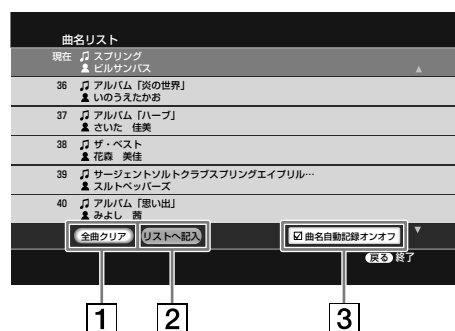 曲名リスト
現在 スプリング
ビルサンバス
36 アルバム「炎の世界」
いのうえたかお
37 アルバム「ハーブ」
さいた 佳美
38 ザ・ベスト
花森 美佳
39 サージェントソルトクラブスプリングエイプリル…
スルトペッパーズ
40 アルバム「思い出」
みよし 茜
全曲クリア リストへ記入 ☑ 曲名自動記録オンオフ
戻る 終了
1 2 3